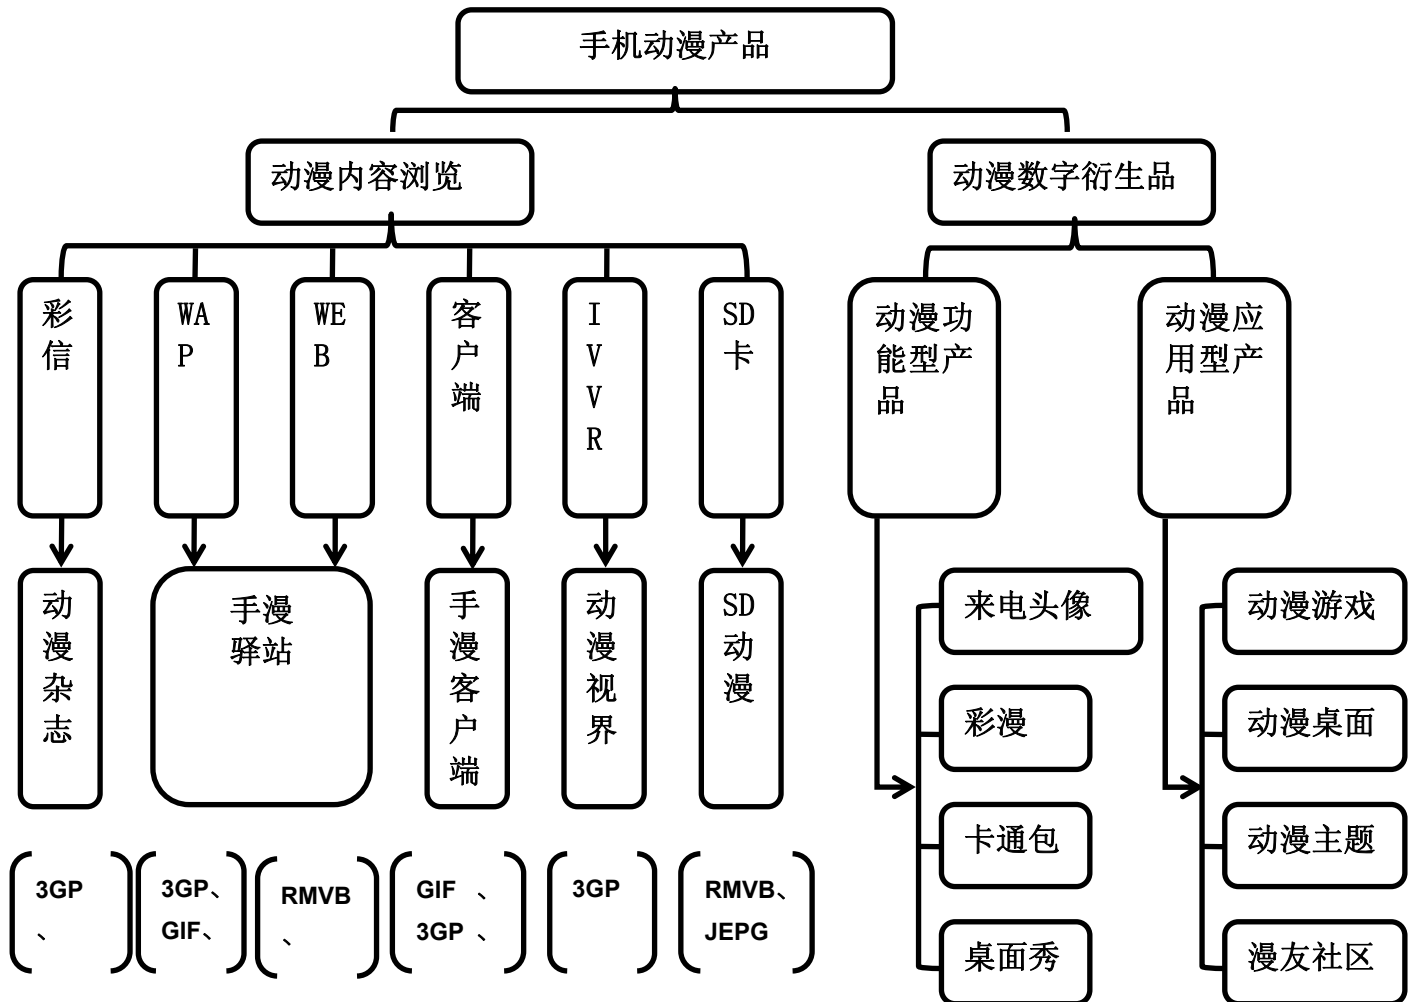 手机动漫产品
动漫内容浏览
动漫数字衍生品
彩
信
WA
P
WE
B
客
户
端
I
V
V
R
SD
卡
动漫功
能型产
品
动漫应
用型产
品
动
漫
杂
志
手漫
驿站
手
漫
客
户
端
动
漫
视
界
SD
动
漫
来电头像
彩漫
卡通包
桌面秀
动漫游戏
动漫桌面
动漫主题
漫友社区
3GP
、
3GP、
GIF、
RMVB
、
GIF 、
3GP 、
3GP
RMVB、
JEPG